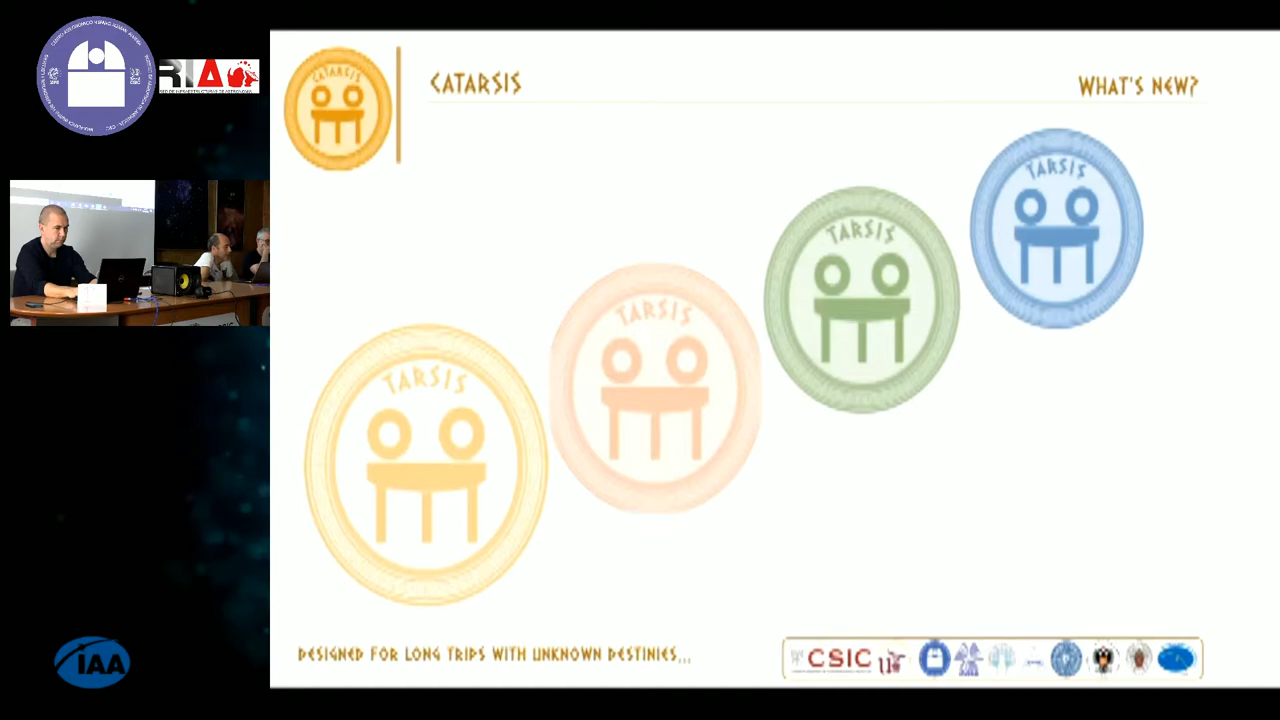 CATARSIS
CATARSIS
WHAT'S NEW?
TARSIS
TARSIS
TARSIS
TARSIS
DESIGNED FOR LONG TRIPS WITH UNKNOWN DESTINIES...
CSIC
RIA
IAA